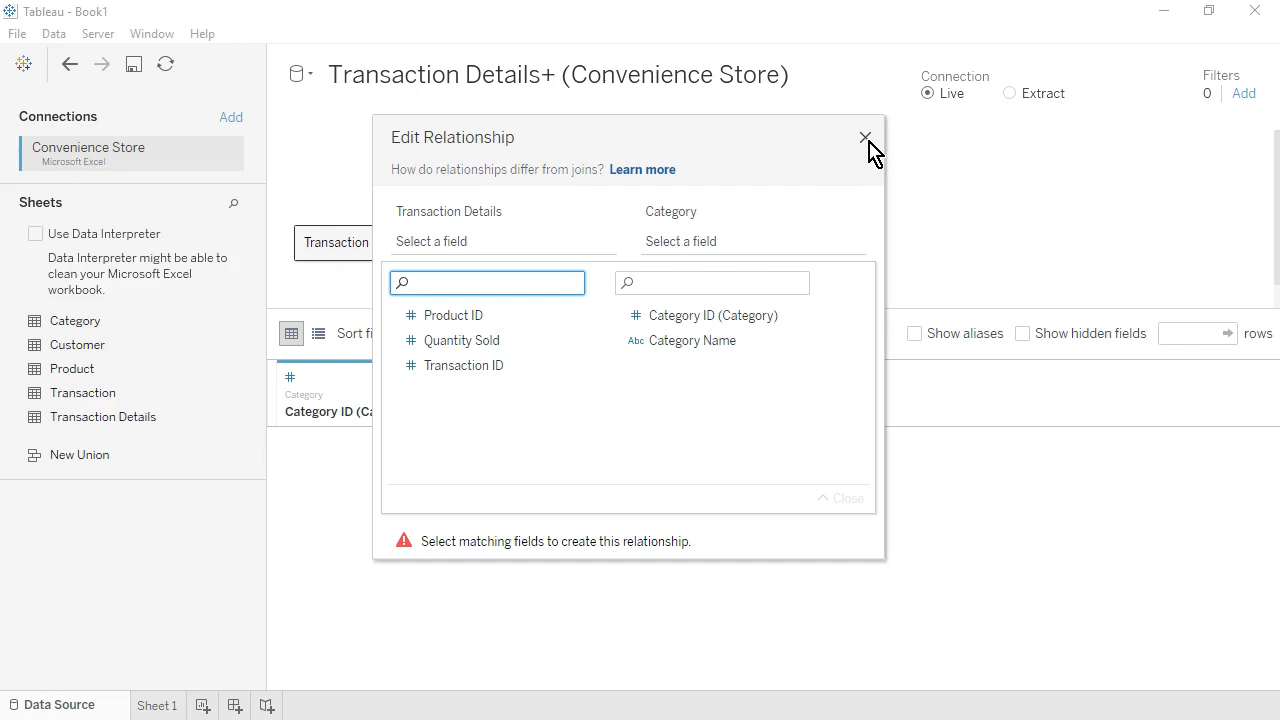 Tableau - Book1
File Data Server Window Help
Connections Add
Convenience Store
Microsoft Excel
Sheets
Use Data Interpreter
Data Interpreter might be able to
clean your Microsoft Excel
workbook.
Category
Customer
Product
Transaction
Transaction Details
New Union
Transaction Details+ (Convenience Store)
Connection
Live Extract
Filters
0 Add
Transaction
Edit Relationship
How do relationships differ from joins? Learn more
Transaction Details Category
Select a field Select a field
Product ID Category ID (Category)
Quantity Sold Abc Category Name
Transaction ID
Close
Select matching fields to create this relationship.
Sort fi
Show aliases Show hidden fields rows
Category
Category ID (Ca
Data Source Sheet 1